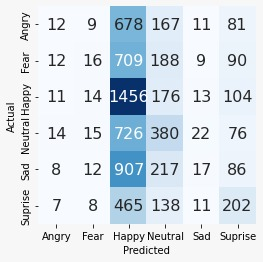 Angry 12 9 678 167 11 81
Fear 12 16 709 188 9 90
Happy 11 14 1456 176 13 104
Neutral 14 15 726 380 22 76
Sad 8 12 907 217 17 86
Suprise 7 8 465 138 11 202
Actual
Angry Fear Happy Neutral Sad Suprise
Predicted